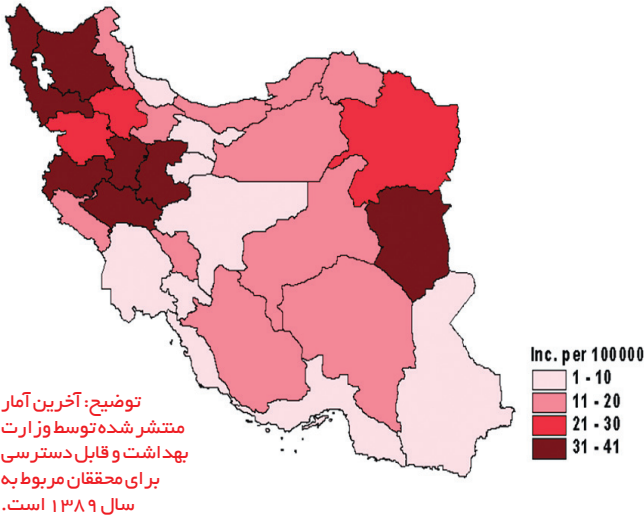 Inc. per 100000
1 - 10
11 - 20
21 - 30
31 - 41
توضیح: آخرین آمار
منتشر شده توسط وزارت
بهداشت و قابل دسترسی
برای محققان مربوط به
سال ۱۳۸۹ است.